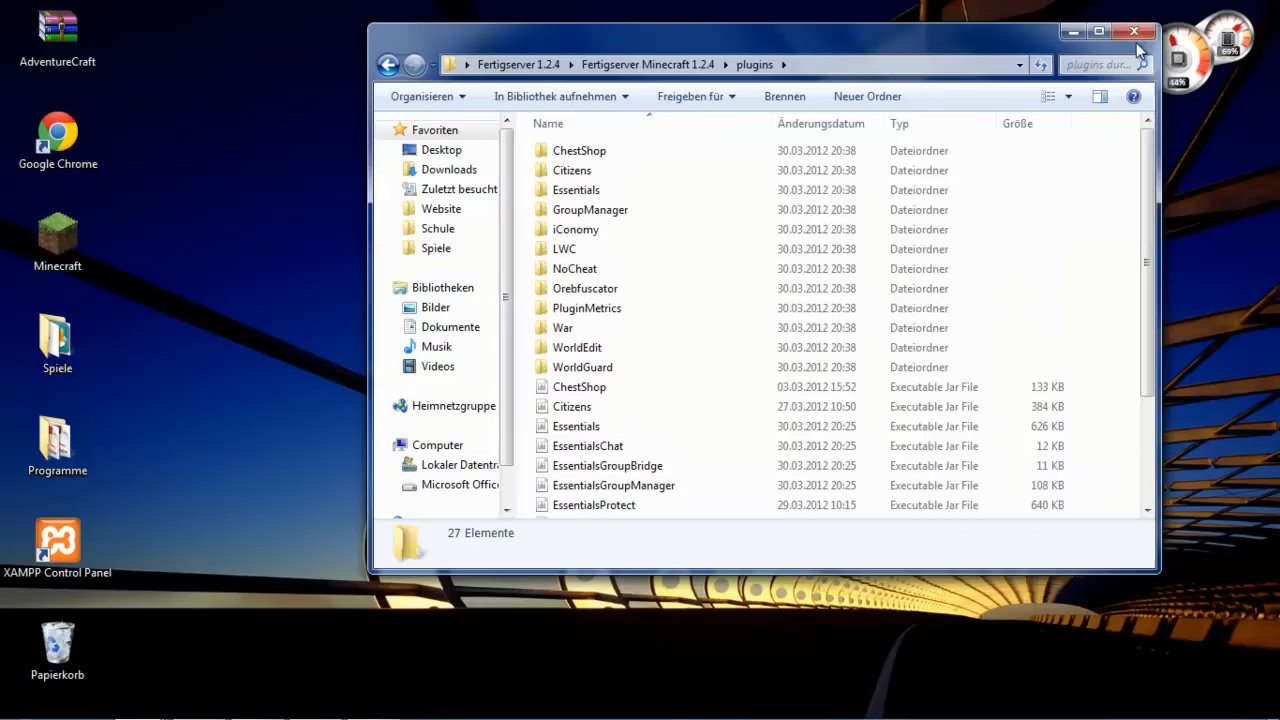 AdventureCraft
Google Chrome
Minecraft
Spiele
Programme
XAMPP Control Panel
Papierkorb
Fertigserver 1.2.4 Fertigserver Minecraft 1.2.4 plugins
plugins dur...
Organisieren In Bibliothek aufnehmen Freigeben für Brennen Neuer Ordner
Favoriten
Desktop
Downloads
Zuletzt besucht
Website
Schule
Spiele
Bibliotheken
Bilder
Dokumente
Musik
Videos
Heimnetzgruppe
Computer
Lokaler Datentr
Microsoft Offic
Name Änderungsdatum Typ Größe
ChestShop 30.03.2012 20:38 Dateiordner
Citizens 30.03.2012 20:38 Dateiordner
Essentials 30.03.2012 20:38 Dateiordner
GroupManager 30.03.2012 20:38 Dateiordner
iConomy 30.03.2012 20:38 Dateiordner
LWC 30.03.2012 20:38 Dateiordner
NoCheat 30.03.2012 20:38 Dateiordner
Orebfuscator 30.03.2012 20:38 Dateiordner
PluginMetrics 30.03.2012 20:38 Dateiordner
War 30.03.2012 20:38 Dateiordner
WorldEdit 30.03.2012 20:38 Dateiordner
WorldGuard 30.03.2012 20:38 Dateiordner
ChestShop 03.03.2012 15:52 Executable Jar File 133 KB
Citizens 27.03.2012 10:50 Executable Jar File 384 KB
Essentials 30.03.2012 20:25 Executable Jar File 626 KB
EssentialsChat 30.03.2012 20:25 Executable Jar File 12 KB
EssentialsGroupBridge 30.03.2012 20:25 Executable Jar File 11 KB
EssentialsGroupManager 30.03.2012 20:25 Executable Jar File 108 KB
EssentialsProtect 29.03.2012 10:15 Executable Jar File 640 KB
27 Elemente
69%
44%